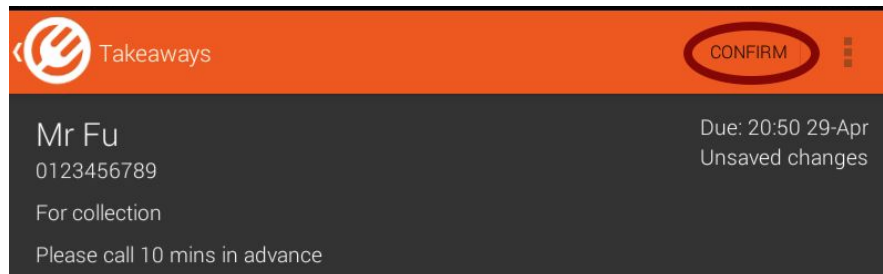 Takeaways
CONFIRM
Mr Fu
Due: 20:50 29-Apr
0123456789
Unsaved changes
For collection
Please call 10 mins in advance